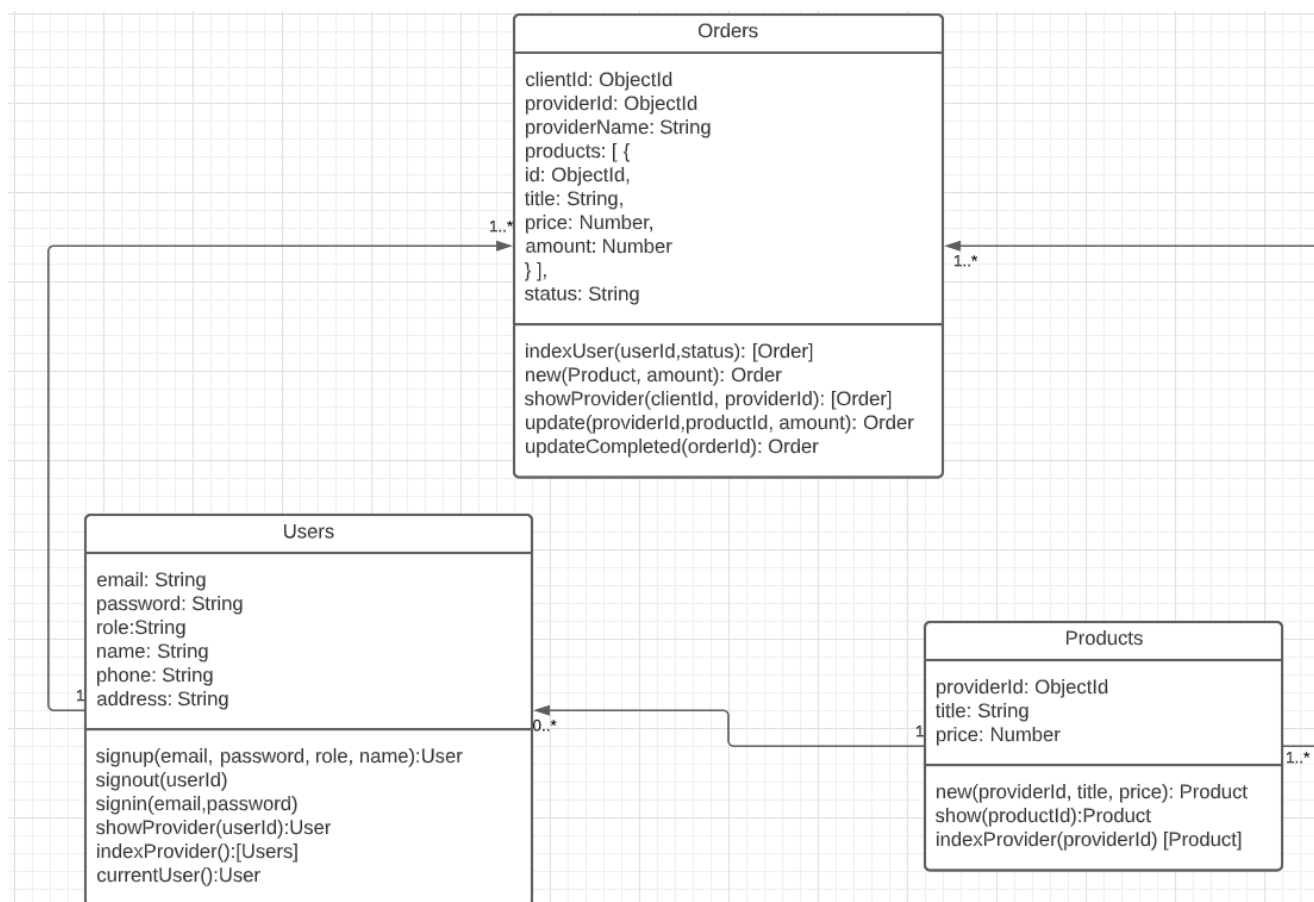 Orders
clientId: ObjectId
providerId: ObjectId
providerName: String
products: [ {
id: ObjectId,
title: String,
price: Number,
amount: Number
} ],
status: String
indexUser(userId,status): [Order]
new(Product, amount): Order
showProvider(clientId, providerId): [Order]
update(providerId,productId, amount): Order
updateCompleted(orderId): Order
1..*
1..*
Users
email: String
password: String
role:String
name: String
phone: String
address: String
signup(email, password, role, name):User
signout(userId)
signin(email,password)
showProvider(userId):User
indexProvider():[Users]
currentUser():User
1
0..*
Products
providerId: ObjectId
title: String
price: Number
new(providerId, title, price): Product
show(productId):Product
indexProvider(providerId) [Product]
1
1..*